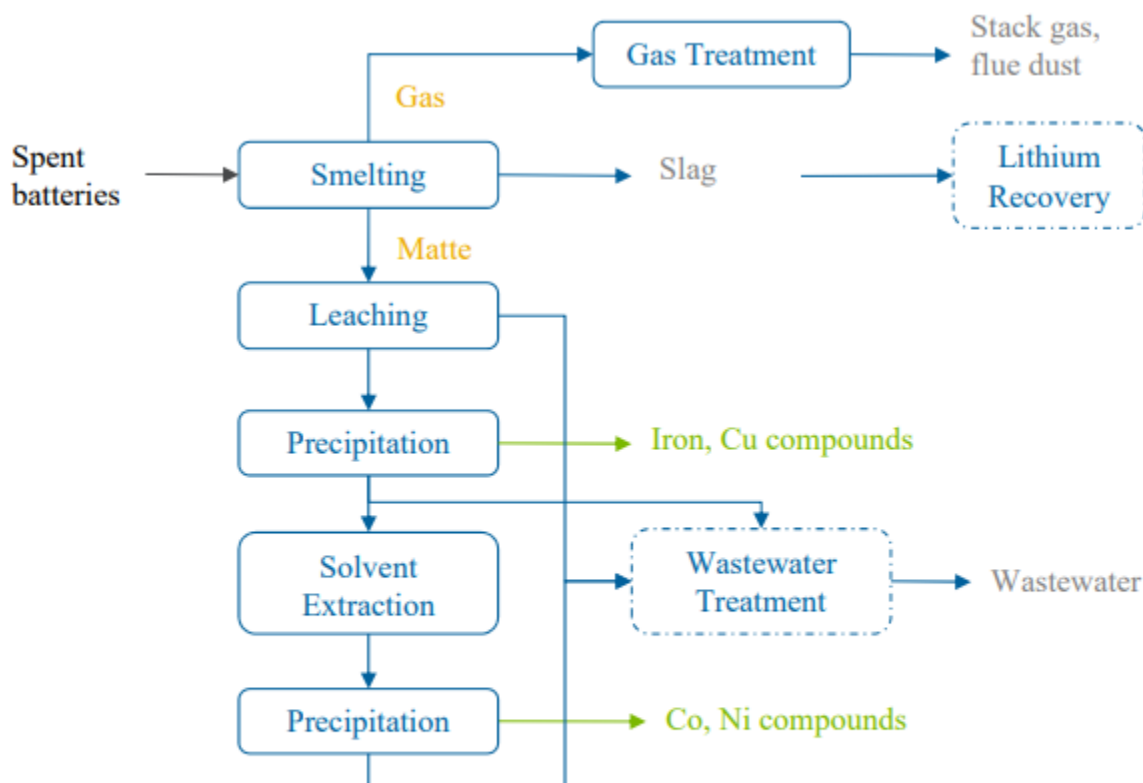 Stack gas,
flue dust
Gas Treatment
Gas
Spent
batteries
Smelting
Slag
Lithium
Recovery
Matte
Leaching
Precipitation
Iron, Cu compounds
Solvent
Extraction
Wastewater
Treatment
Wastewater
Precipitation
Co, Ni compounds